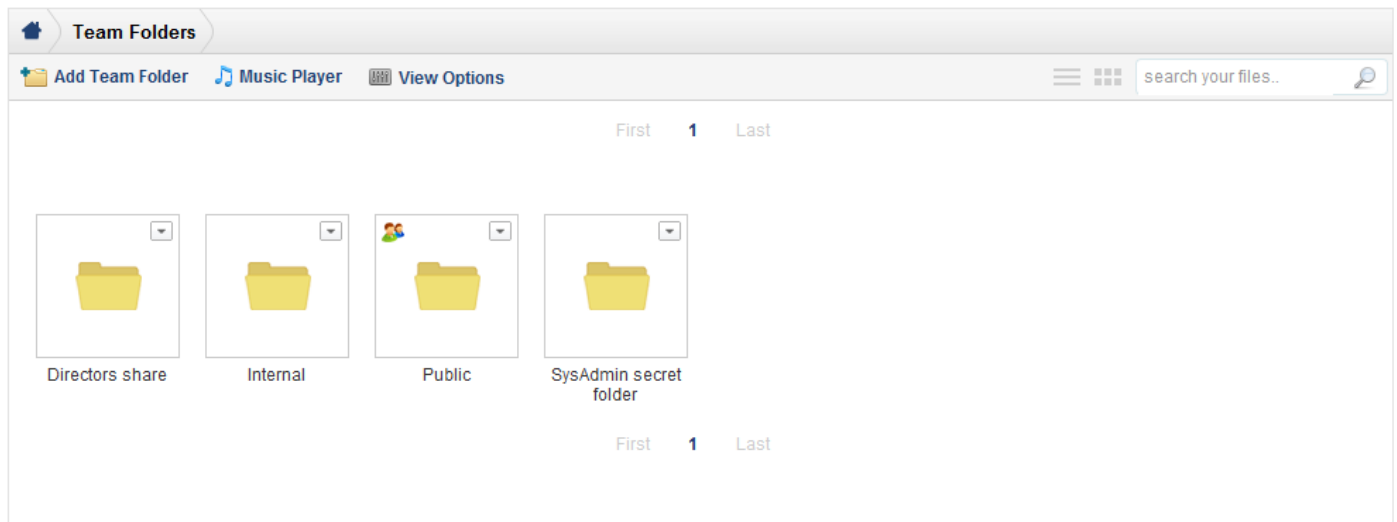 Team Folders
Add Team Folder Music Player View Options search your files..
First 1 Last
Directors share Internal Public SysAdmin secret
folder
First 1 Last